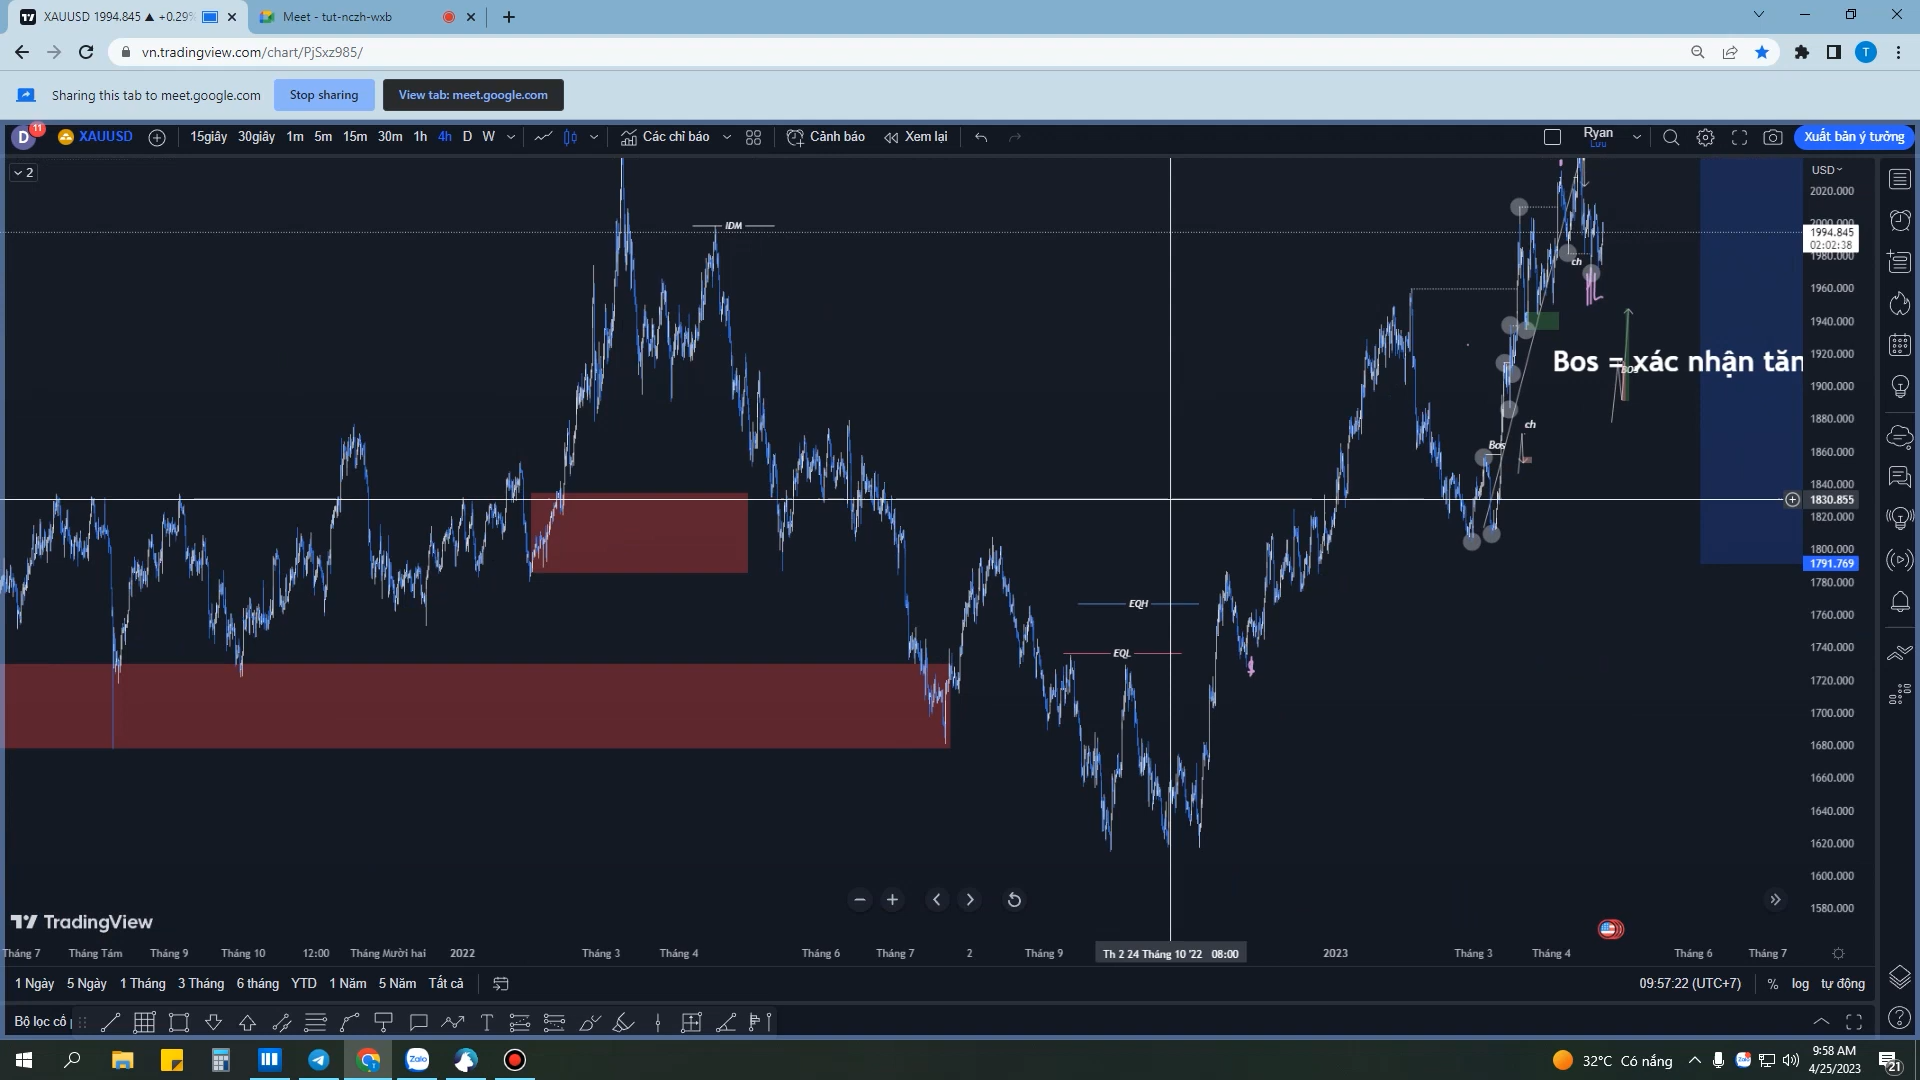 XAUUSD 1994.845 ▲ +0.29%
Meet - tut-nczh-wxb
vn.tradingview.com/chart/PjSxz985/
T
Sharing this tab to meet.google.com
Stop sharing
View tab: meet.google.com
D
11
XAUUSD
15giây 30giây 1m 5m 15m 30m 1h 4h D W
Các chỉ báo
Cảnh báo
Xem lại
Ryan
Lưu
Xuất bản ý tưởng
2
USD
2020.000
2000.000
1994.845
02:02:38
1980.000
1960.000
1940.000
1920.000
1900.000
1880.000
1860.000
1840.000
1830.855
1820.000
1800.000
1791.769
1780.000
1760.000
1740.000
1720.000
1700.000
1680.000
1660.000
1640.000
1620.000
1600.000
1580.000
IDM
ch
Bos = xác nhận tăn
BOS
ch
Bos
EQH
EQL
TradingView
Tháng 7 Tháng Tám Tháng 9 Tháng 10 12:00 Tháng Mười hai 2022 Tháng 3 Tháng 4 Tháng 6 Tháng 7 2 Tháng 9 Th 2 24 Tháng 10 '22 08:00 2023 Tháng 3 Tháng 4 Tháng 6 Tháng 7
1 Ngày 5 Ngày 1 Tháng 3 Tháng 6 tháng YTD 1 Năm 5 Năm Tất cả
09:57:22 (UTC+7) % log tự động
Bộ lọc cổ
Zalo
32°C Có nắng
9:58 AM
4/25/2023
21